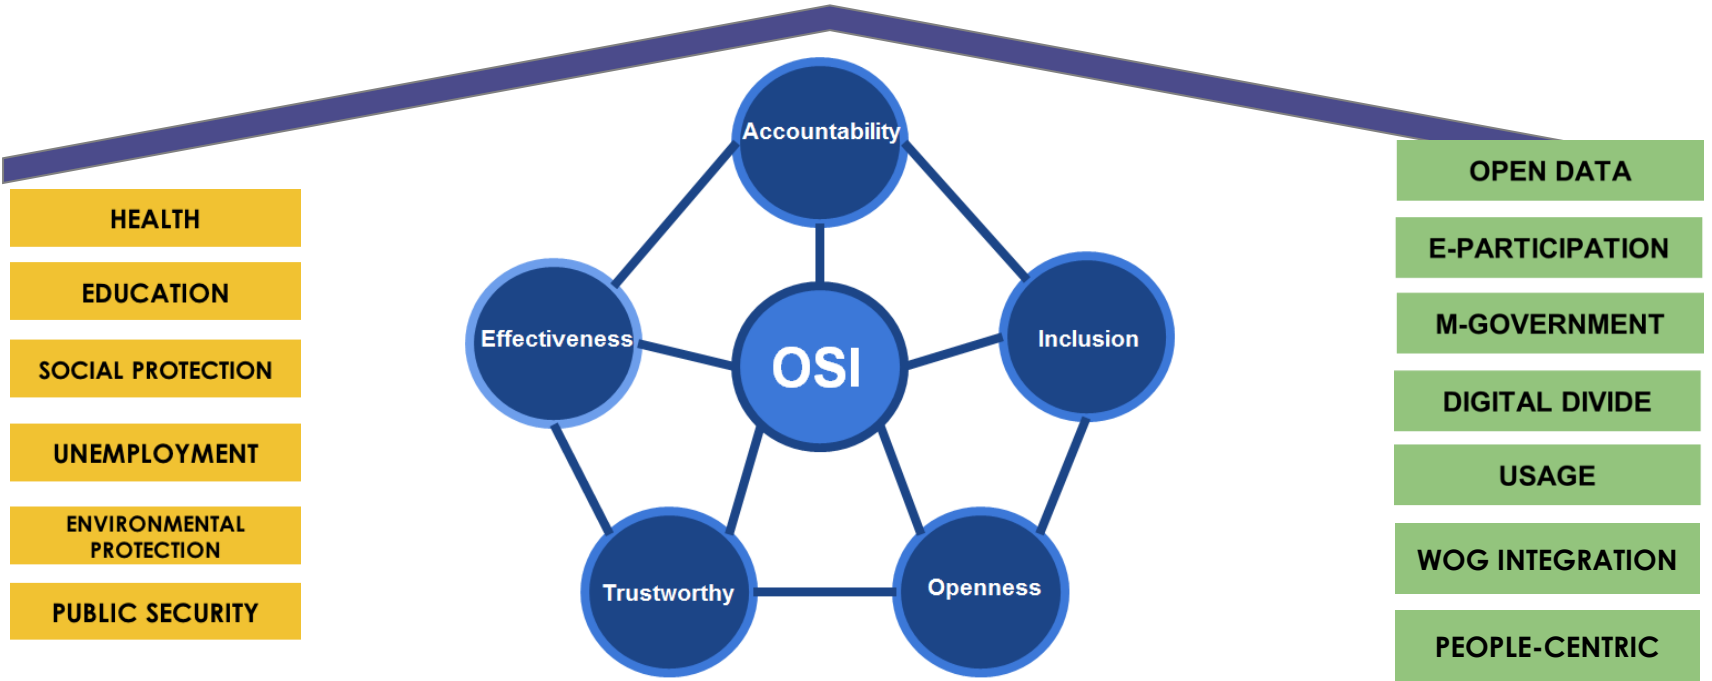 HEALTH
EDUCATION
SOCIAL PROTECTION
UNEMPLOYMENT
ENVIRONMENTAL
PROTECTION
PUBLIC SECURITY
Accountability
Effectiveness
OSI
Inclusion
Trustworthy
Openness
OPEN DATA
E-PARTICIPATION
M-GOVERNMENT
DIGITAL DIVIDE
USAGE
WOG INTEGRATION
PEOPLE-CENTRIC